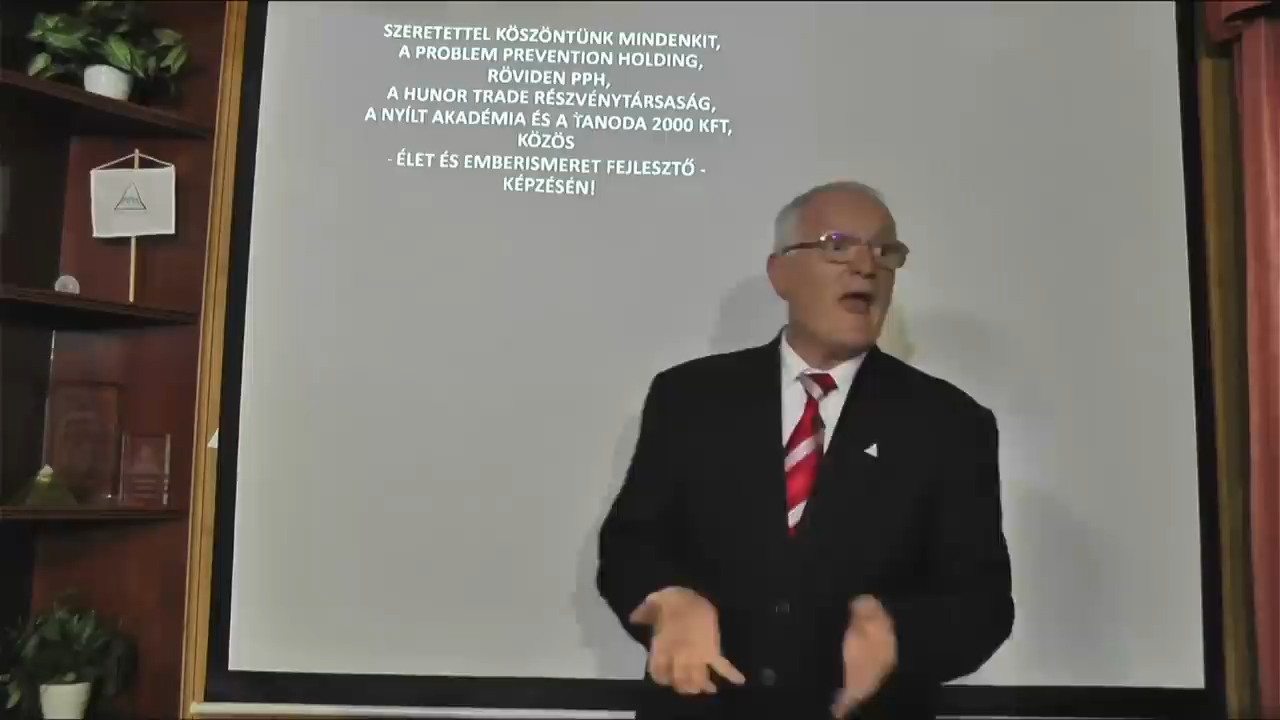 SZERETETTEL KÖSZÖNTÜNK MINDENKIT,
A PROBLEM PREVENTION HOLDING,
RÖVIDEN PPH,
A HUNOR TRADE RÉSZVÉNYTÁRSASÁG,
A NYÍLT AKADÉMIA ÉS A TANODA 2000 KFT,
KÖZÖS
- ÉLET ÉS EMBERISMERET FEJLESZTŐ -
KÉPZÉSÉN!